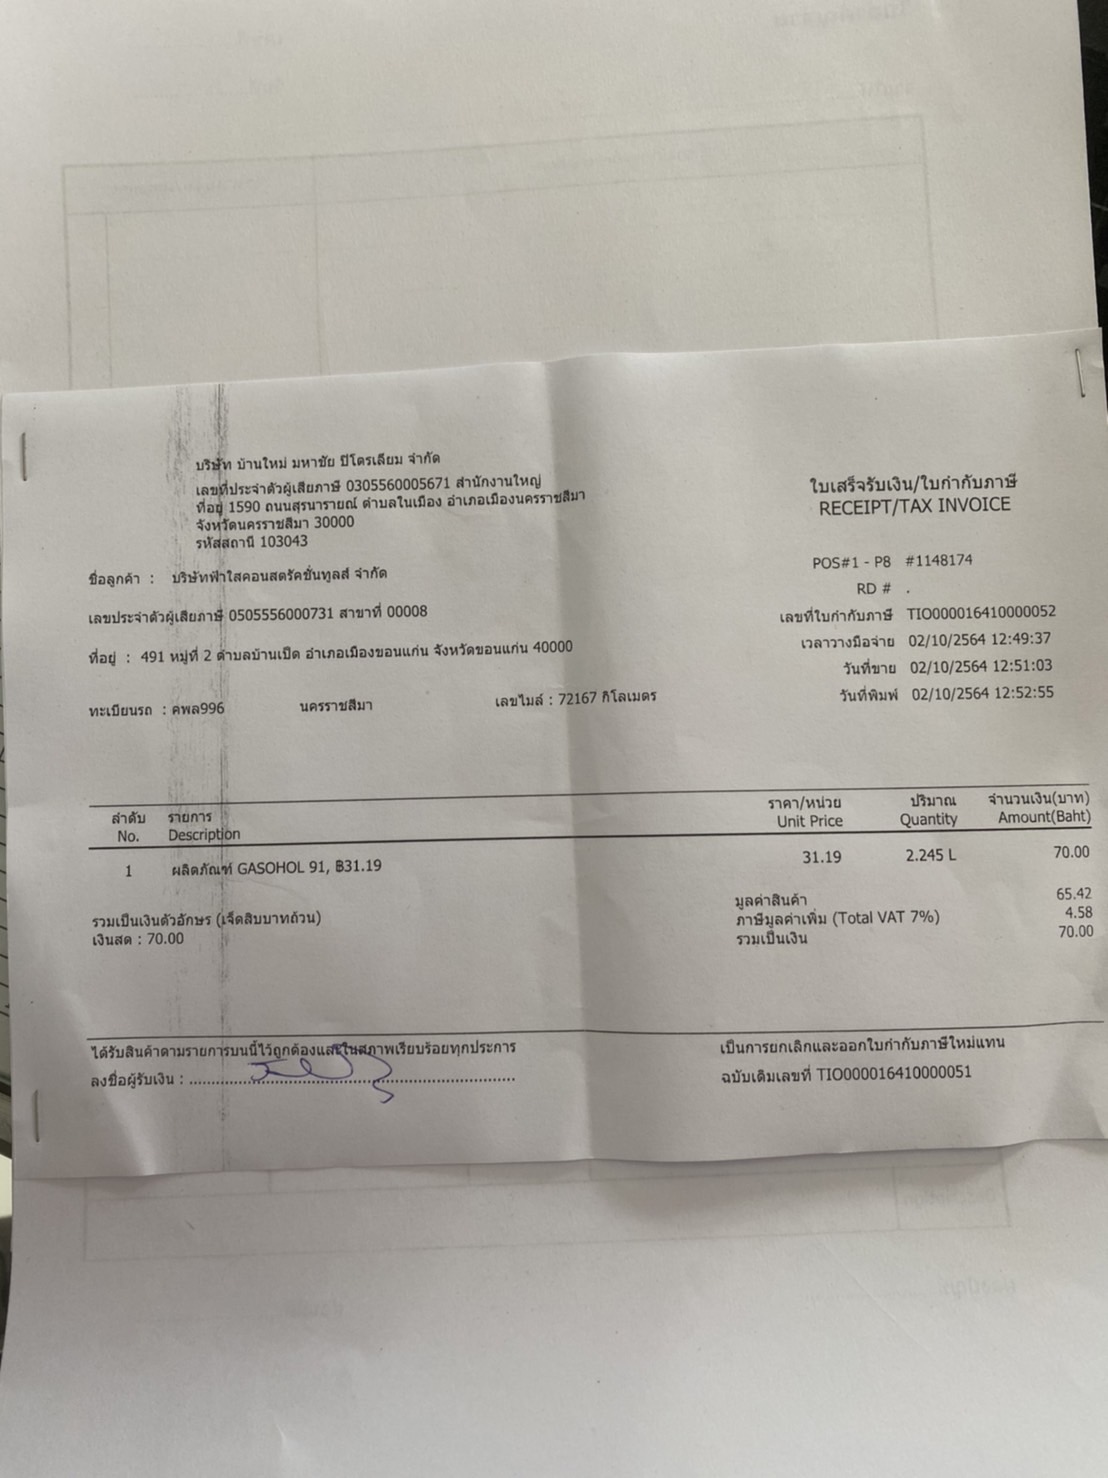 บริษัท บ้านใหม่ มหาชัย ปิโตรเลียม จำกัด
เลขที่ประจำตัวผู้เสียภาษี 0305560005671 สำนักงานใหญ่
ที่อยู่ 1590 ถนนสุรนารายณ์ ตำบลในเมือง อำเภอเมืองนครราชสีมา
จังหวัดนครราชสีมา 30000
รหัสสถานี 103043
ใบเสร็จรับเงิน/ใบกำกับภาษี
RECEIPT/TAX INVOICE
ชื่อลูกค้า : บริษัทฟ้าใสคอนสตรัคชั่นทูลส์ จำกัด
เลขประจำตัวผู้เสียภาษี 0505556000731 สาขาที่ 00008
ที่อยู่ : 491 หมู่ที่ 2 ตำบลบ้านเป็ด อำเภอเมืองขอนแก่น จังหวัดขอนแก่น 40000
ทะเบียนรถ : คพล996 นครราชสีมา เลขไมล์ : 72167 กิโลเมตร
POS#1 - P8 #1148174
RD # .
เลขที่ใบกำกับภาษี TIO000016410000052
เวลาวางมือจ่าย 02/10/2564 12:49:37
วันที่ขาย 02/10/2564 12:51:03
วันที่พิมพ์ 02/10/2564 12:52:55
ลำดับ รายการ ราคา/หน่วย ปริมาณ จำนวนเงิน(บาท)
No. Description Unit Price Quantity Amount(Baht)
1 ผลิตภัณฑ์ GASOHOL 91, ฿31.19 31.19 2.245 L 70.00
มูลค่าสินค้า 65.42
รวมเป็นเงินตัวอักษร (เจ็ดสิบบาทถ้วน) ภาษีมูลค่าเพิ่ม (Total VAT 7%) 4.58
เงินสด : 70.00 รวมเป็นเงิน 70.00
ได้รับสินค้าตามรายการบนนี้ไว้ถูกต้องและในสภาพเรียบร้อยทุกประการ
ลงชื่อผู้รับเงิน : ........................................................
เป็นการยกเลิกและออกใบกำกับภาษีใหม่แทน
ฉบับเดิมเลขที่ TIO000016410000051